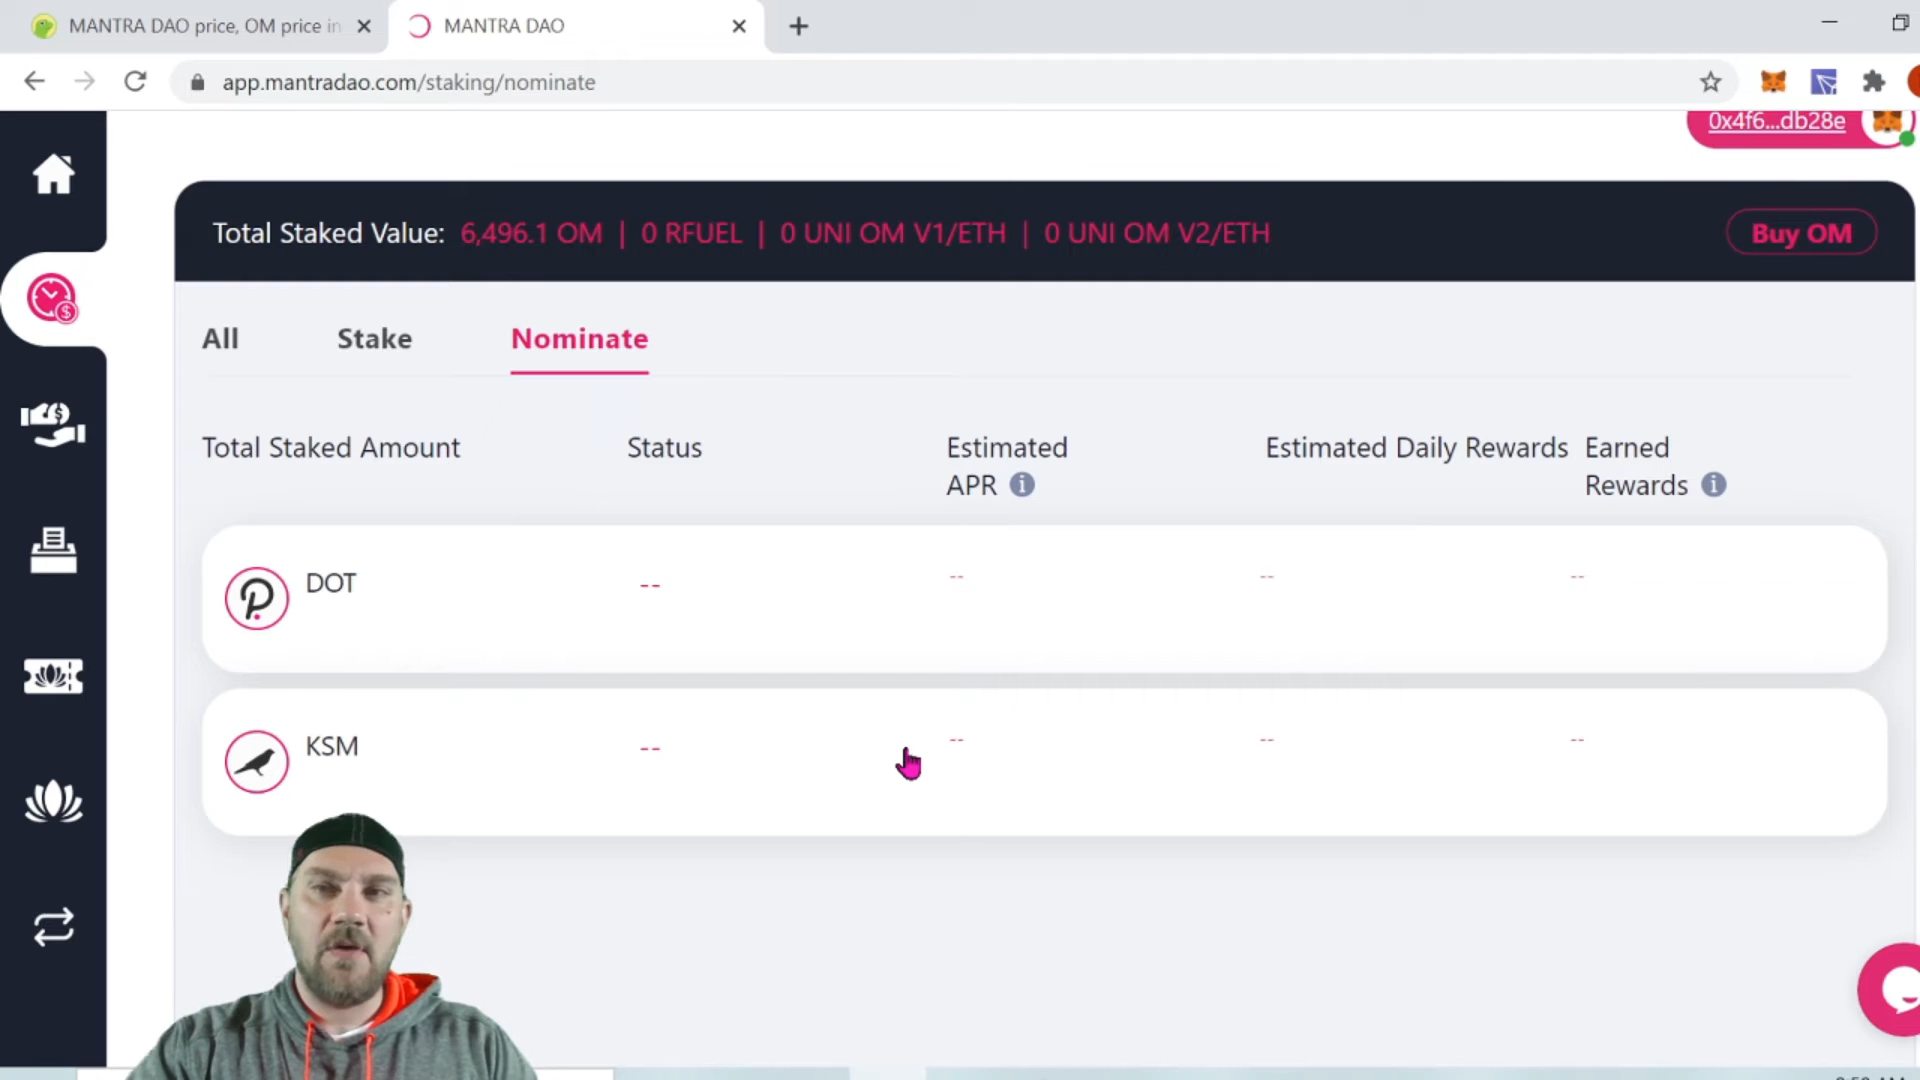 MANTRA DAO price, OM price in
MANTRA DAO
app.mantradao.com/staking/nominate
0x4f6...db28e
Total Staked Value: 6,496.1 OM | 0 RFUEL | 0 UNI OM V1/ETH | 0 UNI OM V2/ETH
Buy OM
All Stake Nominate
Total Staked Amount Status Estimated APR Estimated Daily Rewards Earned Rewards
DOT -- -- -- --
KSM -- -- -- --